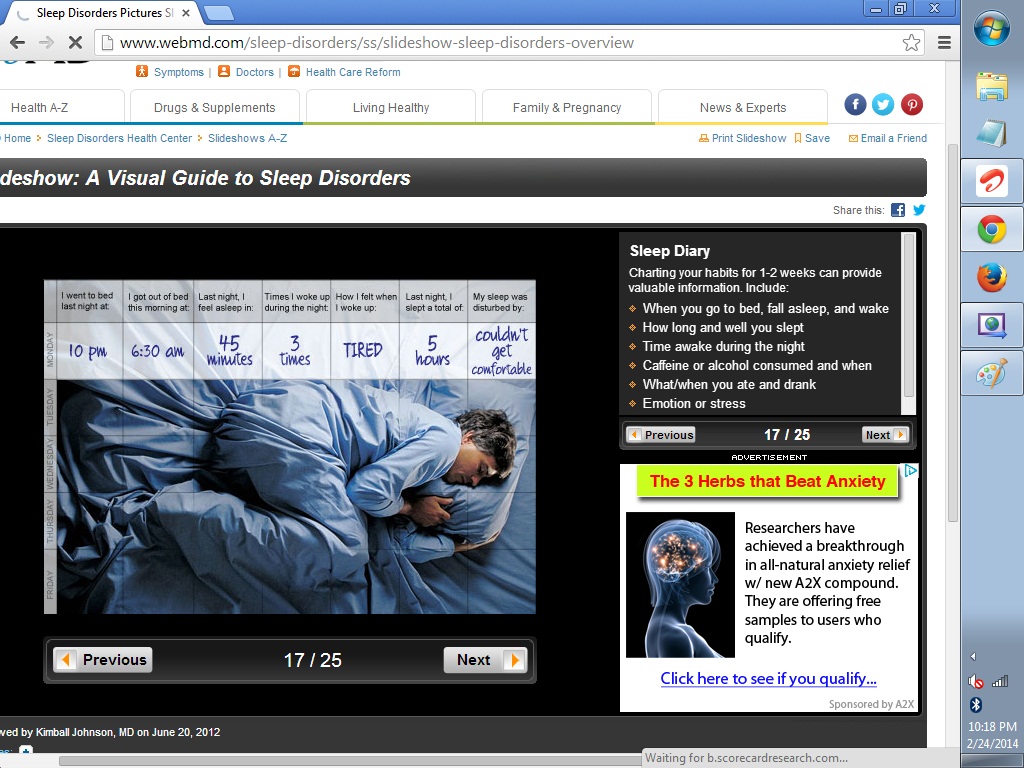 Sleep Disorders Pictures Sl
www.webmd.com/sleep-disorders/ss/slideshow-sleep-disorders-overview
Symptoms | Doctors | Health Care Reform
Health A-Z Drugs & Supplements Living Healthy Family & Pregnancy News & Experts
Home Sleep Disorders Health Center Slideshows A-Z Print Slideshow Save Email a Friend
deshow: A Visual Guide to Sleep Disorders
Share this:
Sleep Diary
Charting your habits for 1-2 weeks can provide
valuable information. Include:
When you go to bed, fall asleep, and wake
How long and well you slept
Time awake during the night
Caffeine or alcohol consumed and when
What/when you ate and drank
Emotion or stress
Previous 17 / 25 Next
I went to bed
last night at:
I got out of bed
this morning at:
Last night, I
feel asleep in:
Times I woke up
during the night:
How I felt when
I woke up:
Last night, I
slept a total of:
My sleep was
disturbed by:
MONDAY
10 pm
6:30 am
45
minutes
3
times
TIRED
5
hours
couldn't
get
comfortable
TUESDAY
WEDNESDAY
THURSDAY
FRIDAY
Previous 17 / 25 Next
ADVERTISEMENT
The 3 Herbs that Beat Anxiety
Researchers have
achieved a breakthrough
in all-natural anxiety relief
w/ new A2X compound.
They are offering free
samples to users who
qualify.
Click here to see if you qualify...
Sponsored by A2X
wed by Kimball Johnson, MD on June 20, 2012
Waiting for b.scorecardresearch.com...
10:18 PM
2/24/2014